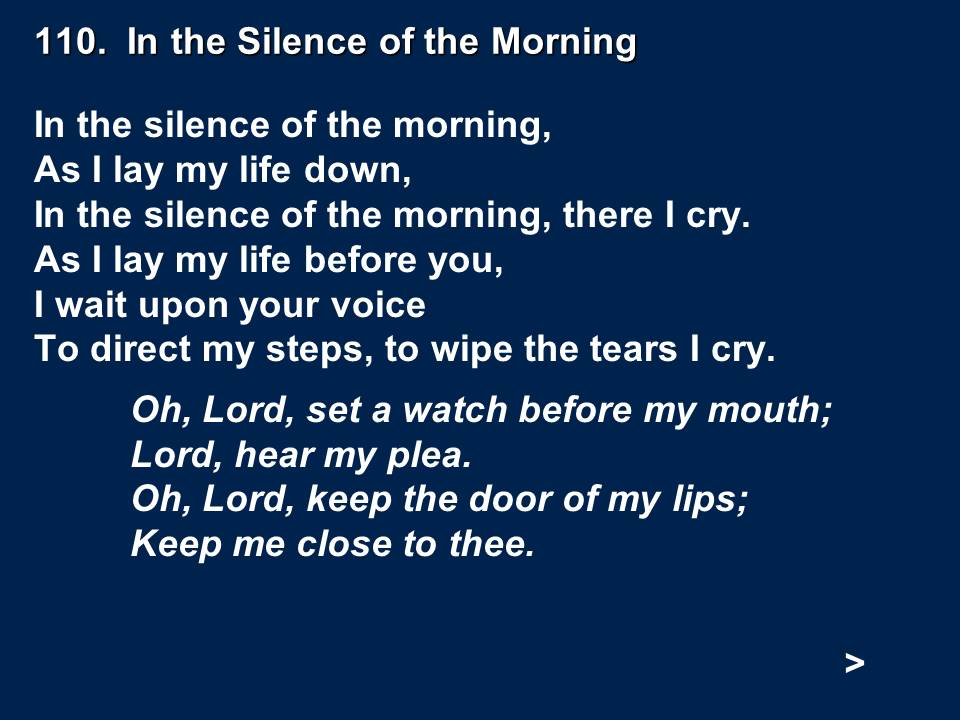 110.  In the Silence of the Morning
In the silence of the morning,
As I lay my life down,
In the silence of the morning, there I cry.
As I lay my life before you,
I wait upon your voice
To direct my steps, to wipe the tears I cry.
Oh, Lord, set a watch before my mouth;
Lord, hear my plea.
Oh, Lord, keep the door of my lips;
Keep me close to thee.
>